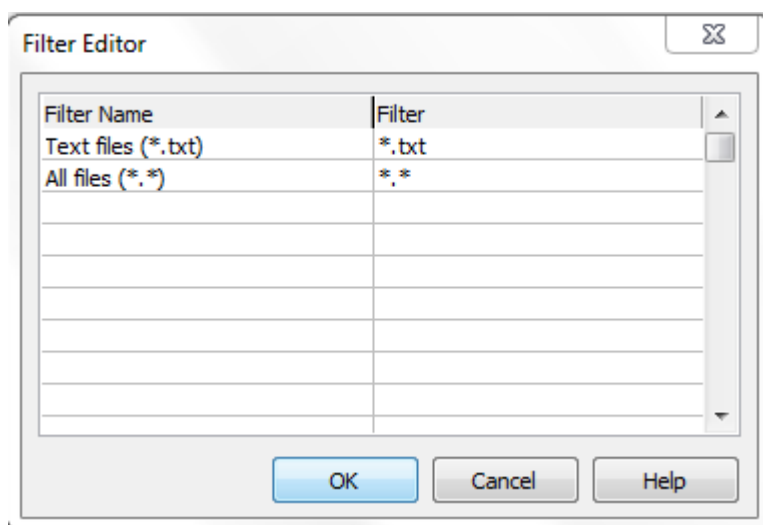 Filter Editor
Filter Name Filter
Text files (*.txt) *.txt
All files (*.*) *.*
OK Cancel Help